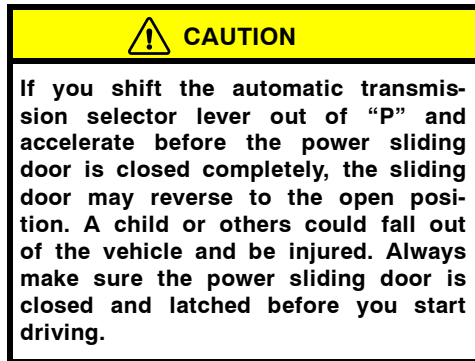 CAUTION
If you shift the automatic transmis-
sion selector lever out of “P” and
accelerate before the power sliding
door is closed completely, the sliding
door may reverse to the open posi-
tion. A child or others could fall out
of the vehicle and be injured. Always
make sure the power sliding door is
closed and latched before you start
driving.